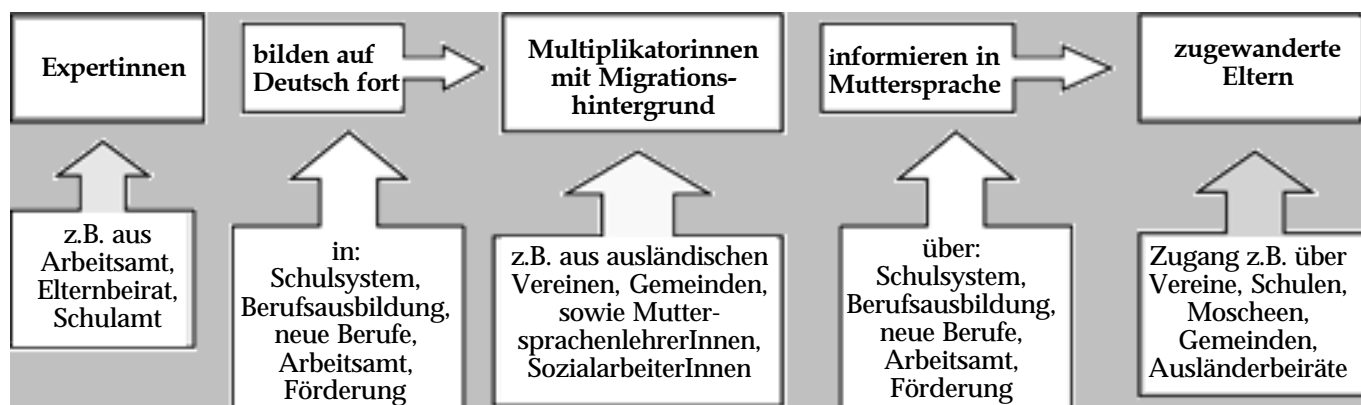 Expertinnen
bilden auf
Deutsch fort
Multiplikatorinnen
mit Migrations-
hintergrund
informieren in
Muttersprache
zugewanderte
Eltern
z.B. aus
Arbeitsamt,
Elternbeirat,
Schulamt
in:
Schulsystem,
Berufsausbildung,
neue Berufe,
Arbeitsamt,
Förderung
z.B. aus ausländischen
Vereinen, Gemeinden,
sowie Mutter-
sprachenlehrerInnen,
SozialarbeiterInnen
über:
Schulsystem,
Berufsausbildung,
neue Berufe,
Arbeitsamt,
Förderung
Zugang z.B. über
Vereine, Schulen,
Moscheen,
Gemeinden,
Ausländerbeiräte